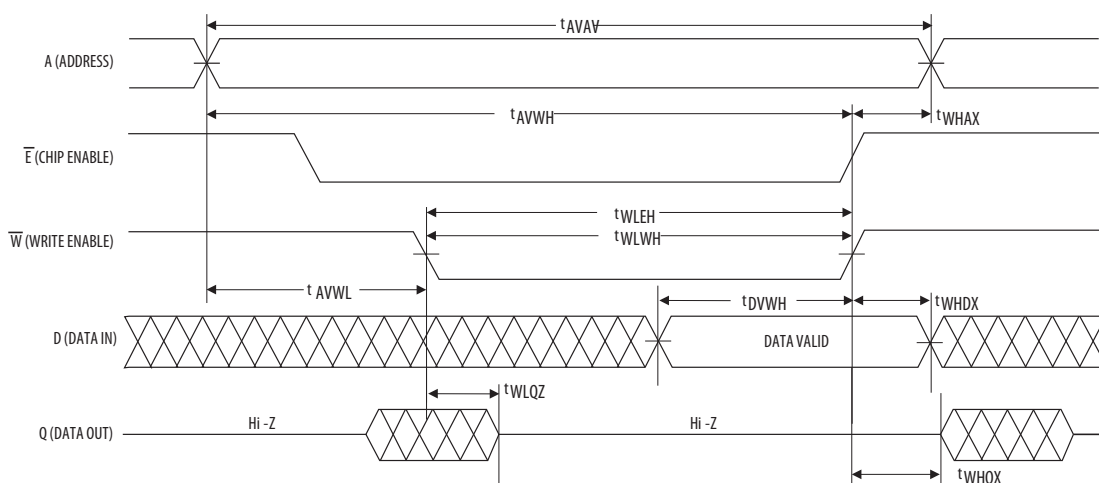 tAVAV
A (ADDRESS)
tAVWH
tWHAX
E (CHIP ENABLE)
tWLEH
W (WRITE ENABLE)
tWLWH
tAVWL
tDVWH
tWHDX
D (DATA IN)
DATA VALID
tWLQZ
Q (DATA OUT)
Hi -Z
Hi -Z
tWHQX